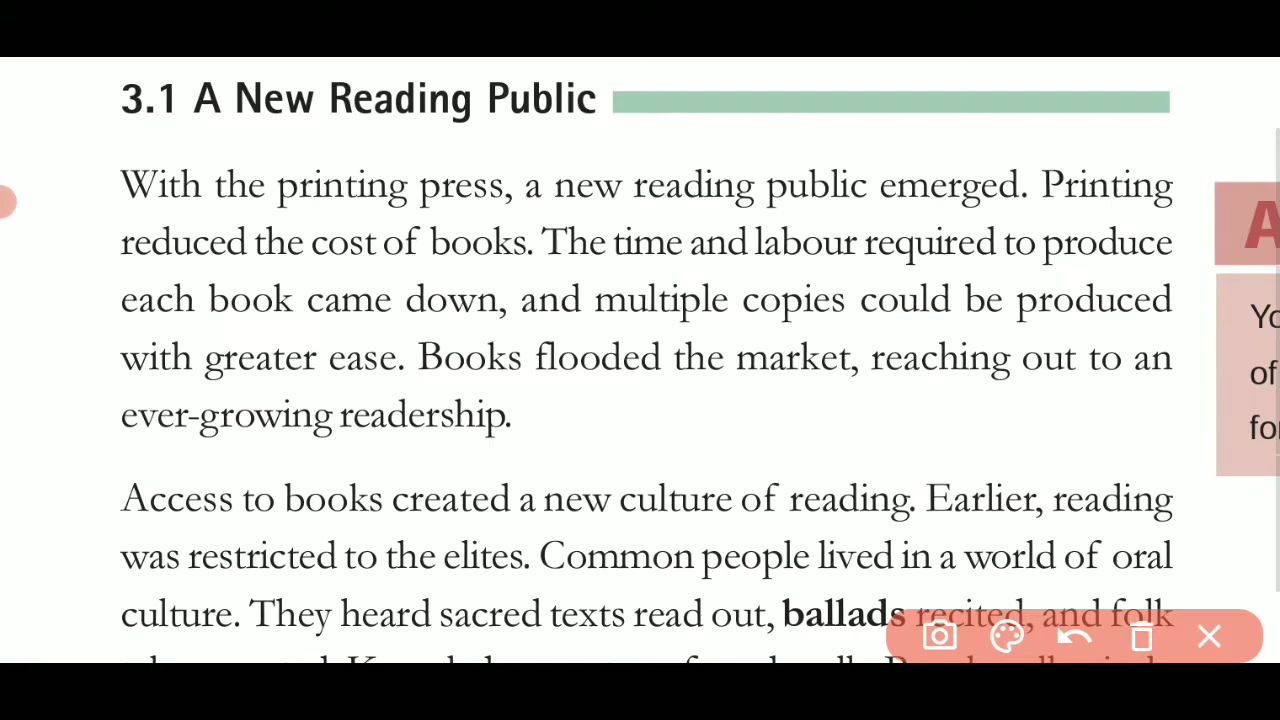 3.1 A New Reading Public
With the printing press, a new reading public emerged. Printing
reduced the cost of books. The time and labour required to produce
each book came down, and multiple copies could be produced
with greater ease. Books flooded the market, reaching out to an
ever-growing readership.
Access to books created a new culture of reading. Earlier, reading
was restricted to the elites. Common people lived in a world of oral
culture. They heard sacred texts read out, ballads recited, and folk
A
of